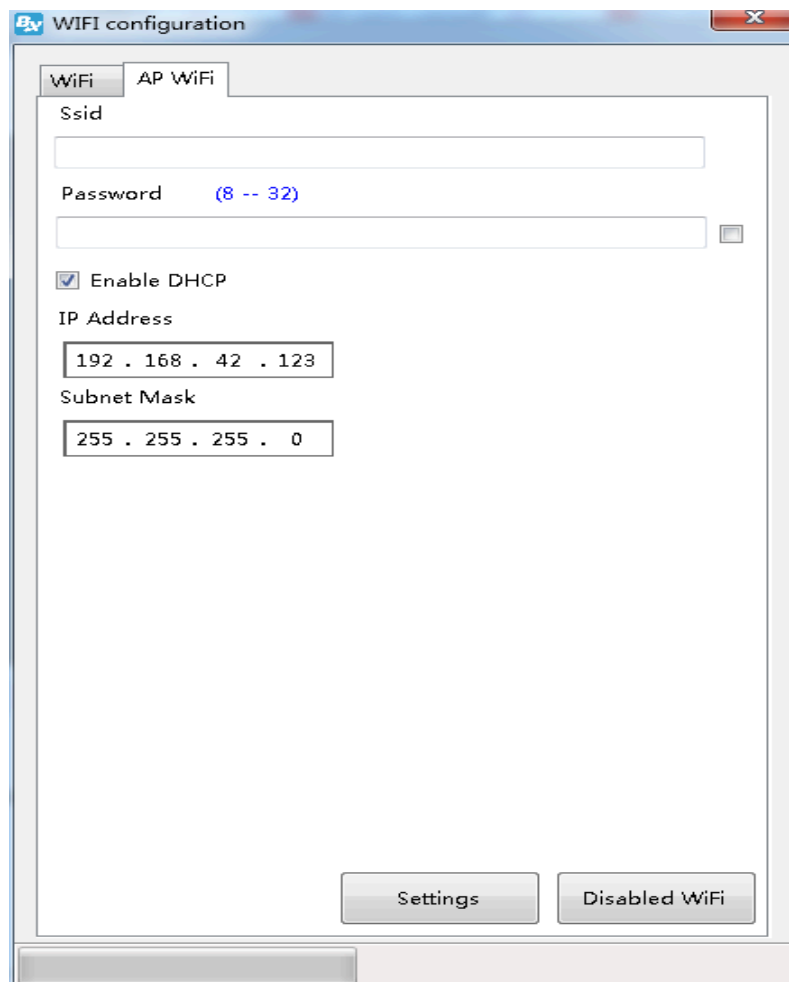 BX WIFI configuration
WiFi AP WiFi
Ssid
Password (8 -- 32)
Enable DHCP
IP Address
192 . 168 . 42 . 123
Subnet Mask
255 . 255 . 255 . 0
Settings Disabled WiFi